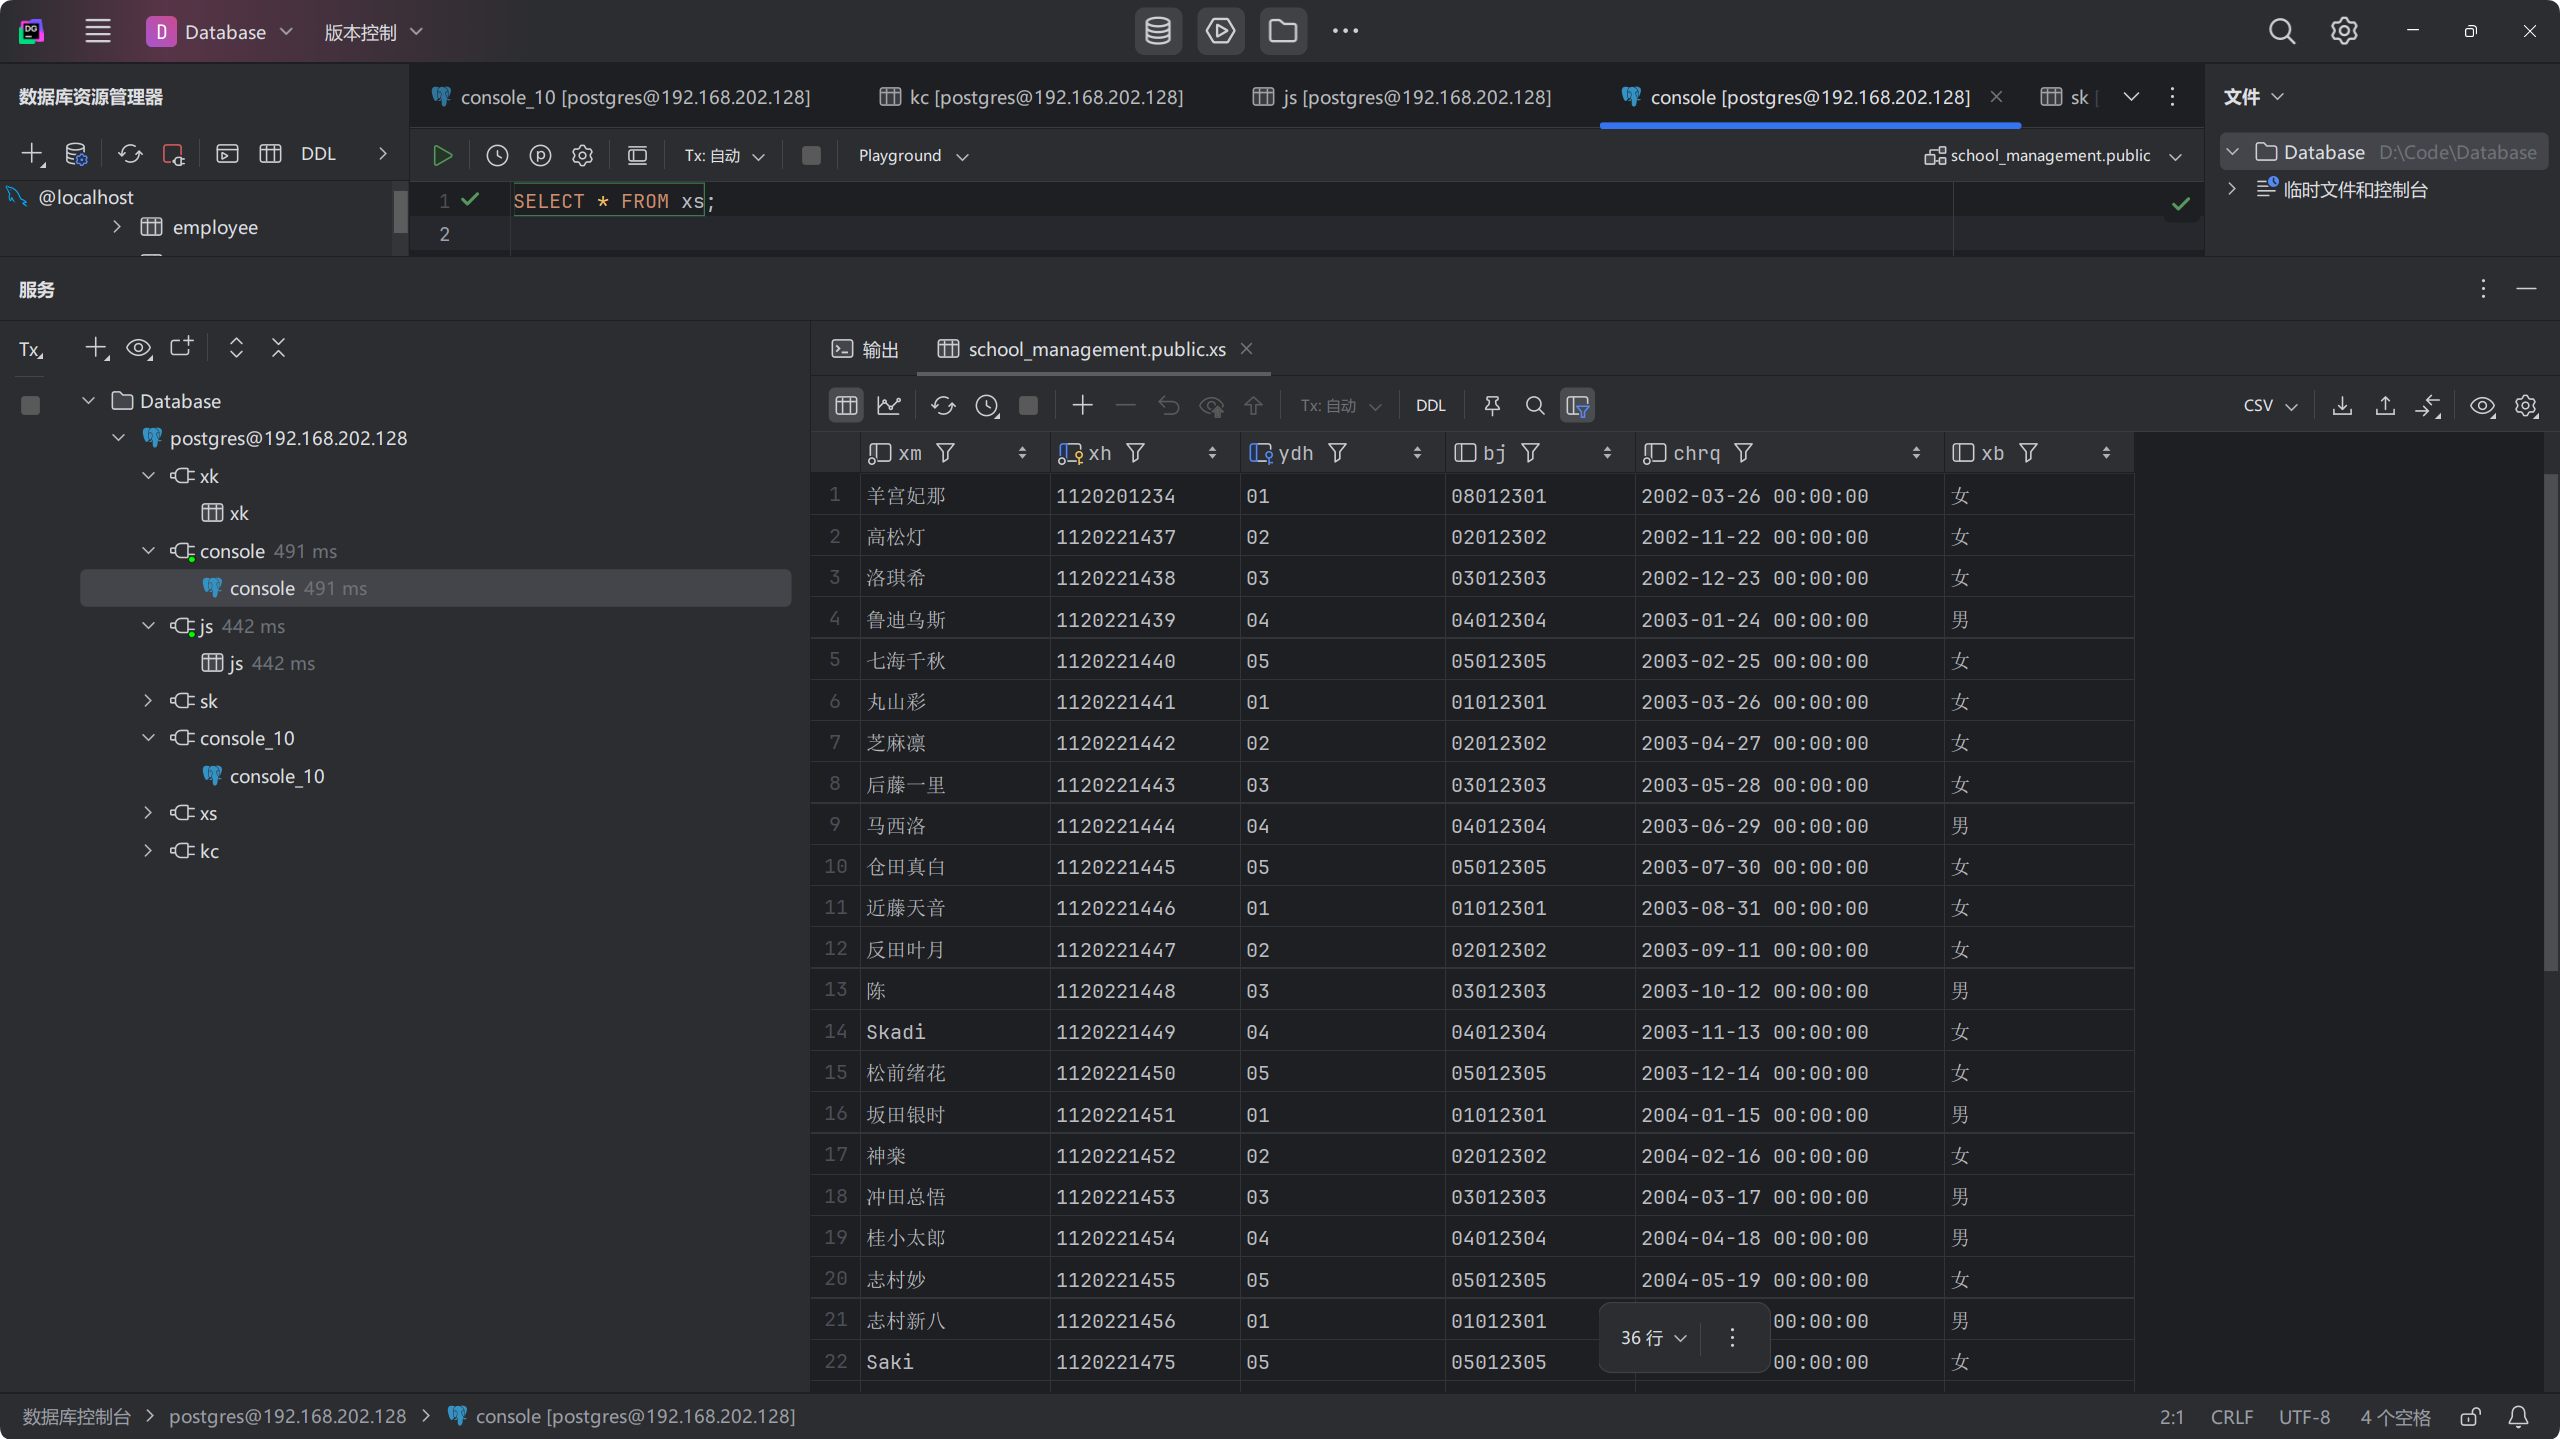 D Database 版本控制
数据库资源管理器
DDL
@localhost
employee
console_10 [postgres@192.168.202.128] kc [postgres@192.168.202.128] js [postgres@192.168.202.128] console [postgres@192.168.202.128] sk [
Tx: 自动 Playground school_management.public
1 SELECT * FROM xs;
2
文件
Database D:\Code\Database
临时文件和控制台
服务
Tx
Database
postgres@192.168.202.128
xk
xk
console 491 ms
console 491 ms
js 442 ms
js 442 ms
sk
console_10
console_10
xs
kc
输出 school_management.public.xs
Tx: 自动 DDL CSV
xm xh ydh bj chrq xb
1 羊宫妃那 1120201234 01 08012301 2002-03-26 00:00:00 女
2 高松灯 1120221437 02 02012302 2002-11-22 00:00:00 女
3 洛琪希 1120221438 03 03012303 2002-12-23 00:00:00 女
4 鲁迪乌斯 1120221439 04 04012304 2003-01-24 00:00:00 男
5 七海千秋 1120221440 05 05012305 2003-02-25 00:00:00 女
6 丸山彩 1120221441 01 01012301 2003-03-26 00:00:00 女
7 芝麻凛 1120221442 02 02012302 2003-04-27 00:00:00 女
8 后藤一里 1120221443 03 03012303 2003-05-28 00:00:00 女
9 马西洛 1120221444 04 04012304 2003-06-29 00:00:00 男
10 仓田真白 1120221445 05 05012305 2003-07-30 00:00:00 女
11 近藤天音 1120221446 01 01012301 2003-08-31 00:00:00 女
12 反田叶月 1120221447 02 02012302 2003-09-11 00:00:00 女
13 陈 1120221448 03 03012303 2003-10-12 00:00:00 男
14 Skadi 1120221449 04 04012304 2003-11-13 00:00:00 女
15 松前绪花 1120221450 05 05012305 2003-12-14 00:00:00 女
16 坂田银时 1120221451 01 01012301 2004-01-15 00:00:00 男
17 神楽 1120221452 02 02012302 2004-02-16 00:00:00 女
18 冲田总悟 1120221453 03 03012303 2004-03-17 00:00:00 男
19 桂小太郎 1120221454 04 04012304 2004-04-18 00:00:00 男
20 志村妙 1120221455 05 05012305 2004-05-19 00:00:00 女
21 志村新八 1120221456 01 01012301 00:00:00 男
22 Saki 1120221475 05 05012305 00:00:00 女
36 行
数据库控制台 postgres@192.168.202.128 console [postgres@192.168.202.128] 2:1 CRLF UTF-8 4 个空格